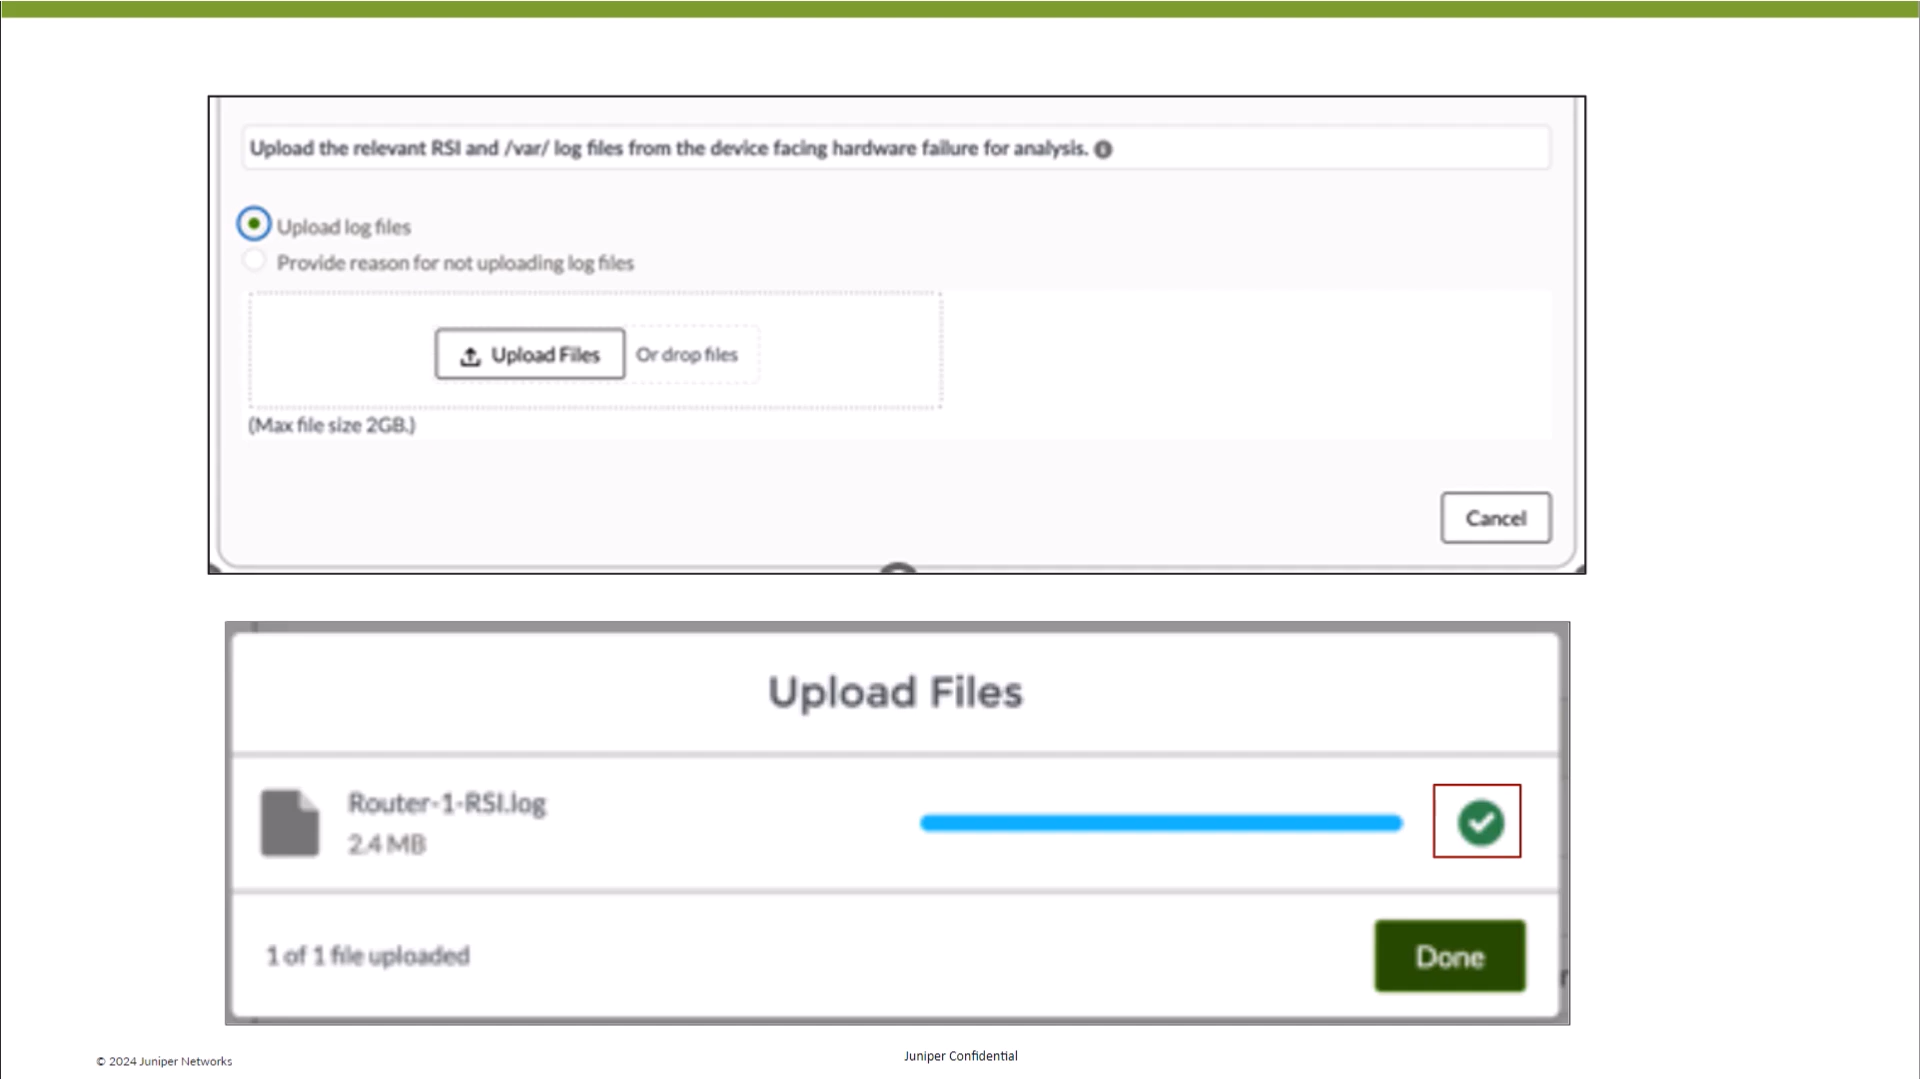 Upload the relevant RSI and /var/ log files from the device facing hardware failure for analysis.
Upload log files
Provide reason for not uploading log files
Upload Files Or drop files
(Max file size 2GB.)
Cancel
Upload Files
Router-1-RSI.log
2.4 MB
1 of 1 file uploaded
Done
© 2024 Juniper Networks
Juniper Confidential